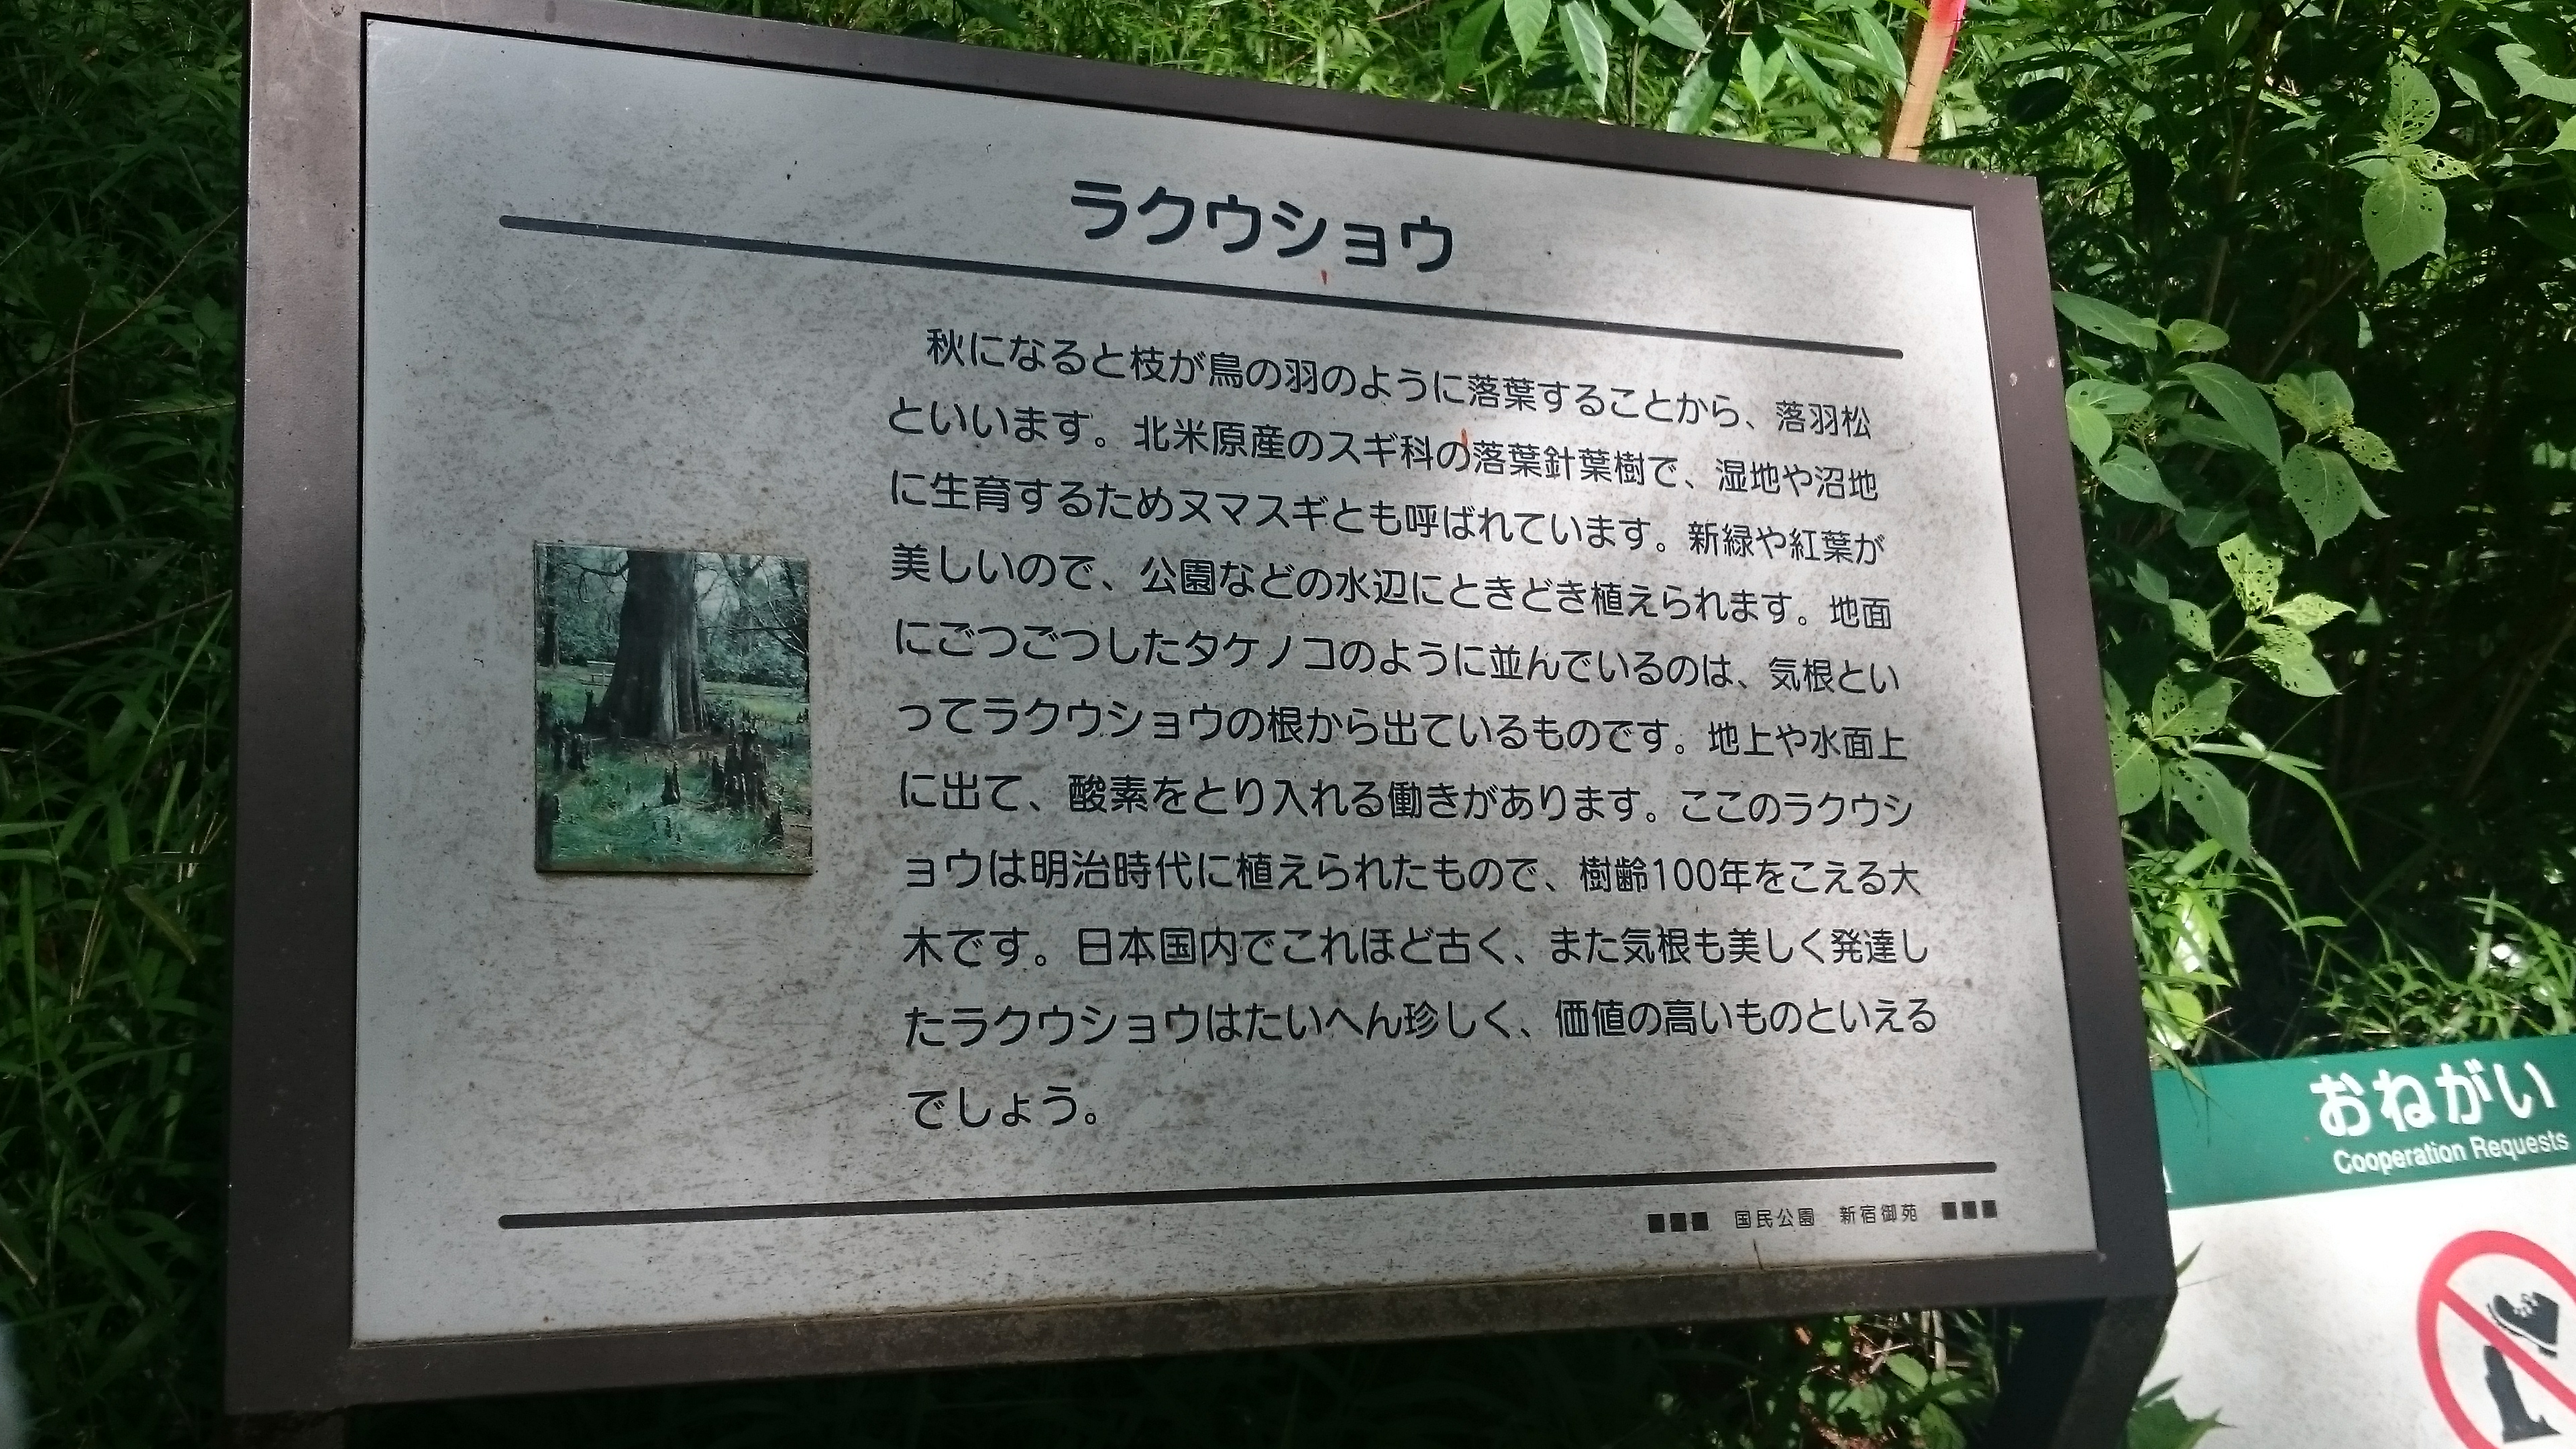 ラクウショウ
秋になると枝が鳥の羽のように落葉することから、落羽松
といいます。北米原産のスギ科の落葉針葉樹で、湿地や沼地
に生育するためヌマスギとも呼ばれています。新緑や紅葉が
美しいので、公園などの水辺にときどき植えられます。地面
にごつごつしたタケノコのように並んでいるのは、気根とい
ってラクウショウの根から出ているものです。地上や水面上
に出て、酸素をとり入れる働きがあります。ここのラクウシ
ョウは明治時代に植えられたもので、樹齢100年をこえる大
木です。日本国内でこれほど古く、また気根も美しく発達し
たラクウショウはたいへん珍しく、価値の高いものといえる
でしょう。
■■■ 国民公園 新宿御苑 ■■■
おねがい
Cooperation Requests